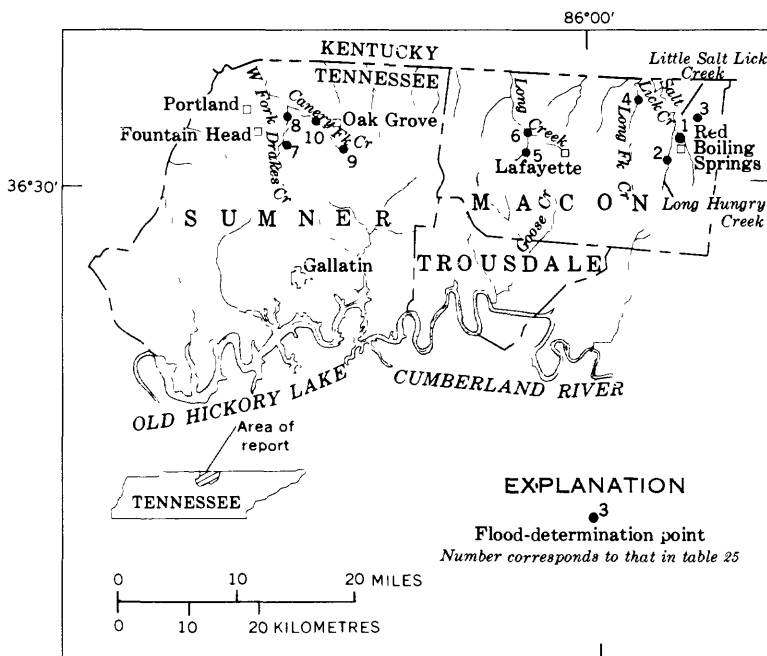 86°00'
KENTUCKY
TENNESSEE
Little Salt Lick
Creek
Portland
Fountain Head
W Fork Drakes Cr
Canery Fk Cr
Oak Grove
8
10
7
9
Long
Creek
6
5
Lafayette
Long Fk Cr
Salt
Lick Cr
4
3
1
2
Red
Boiling
Springs
36°30'
SUMNER
MACON
Long Hungry
Creek
Goose Cr
Gallatin
TROUSDALE
OLD HICKORY LAKE
CUMBERLAND RIVER
Area of
report
TENNESSEE
EXPLANATION
3
Flood-determination point
Number corresponds to that in table 25
0 10 20 MILES
0 10 20 KILOMETRES